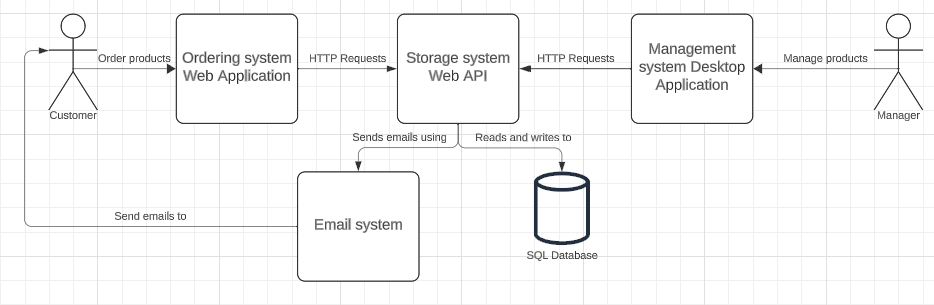 Order products
Ordering system
Web Application
HTTP Requests
Storage system
Web API
HTTP Requests
Management
system Desktop
Application
Manage products
Customer
Manager
Sends emails using
Reads and writes to
Send emails to
Email system
SQL Database